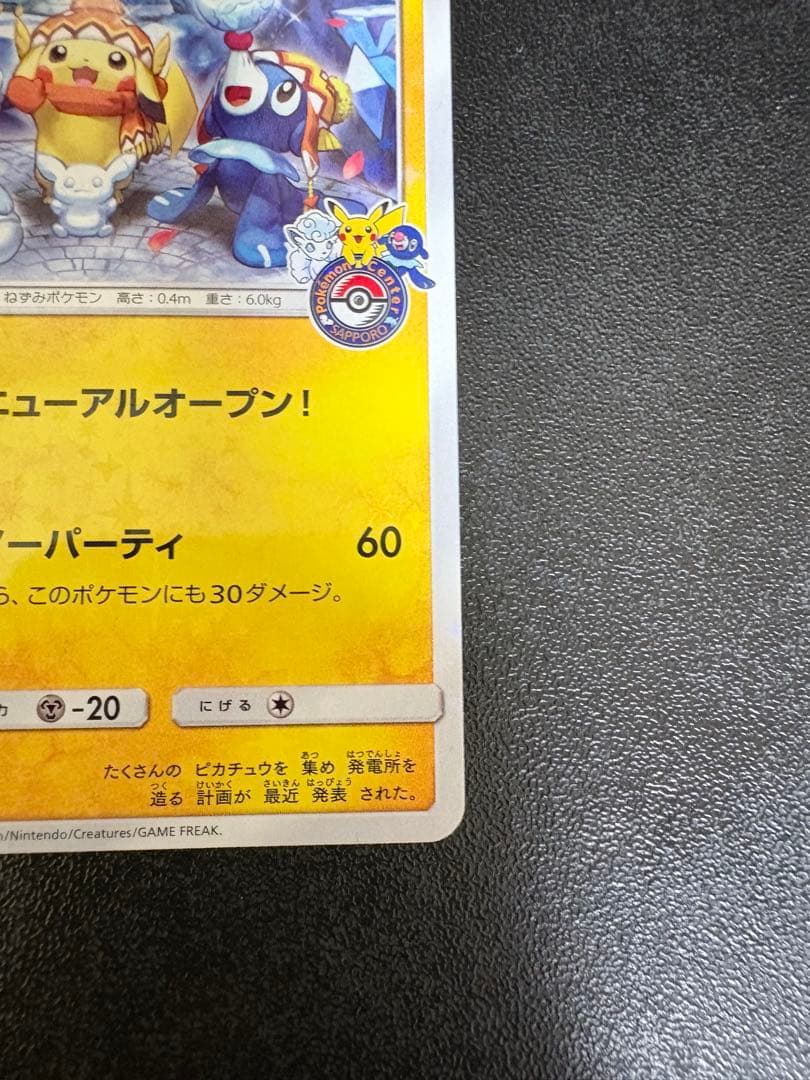 ねずみポケモン 高さ:0.4m 重さ:6.0kg
Pokémon Center
SAPPORO
ニューアルオープン!
ーパーティ 60
、このポケモンにも30ダメージ。
-20 にげる
たくさんの ピカチュウを 集め 発電所を
造る 計画が 最近 発表 された。
/Nintendo/Creatures/GAME FREAK.